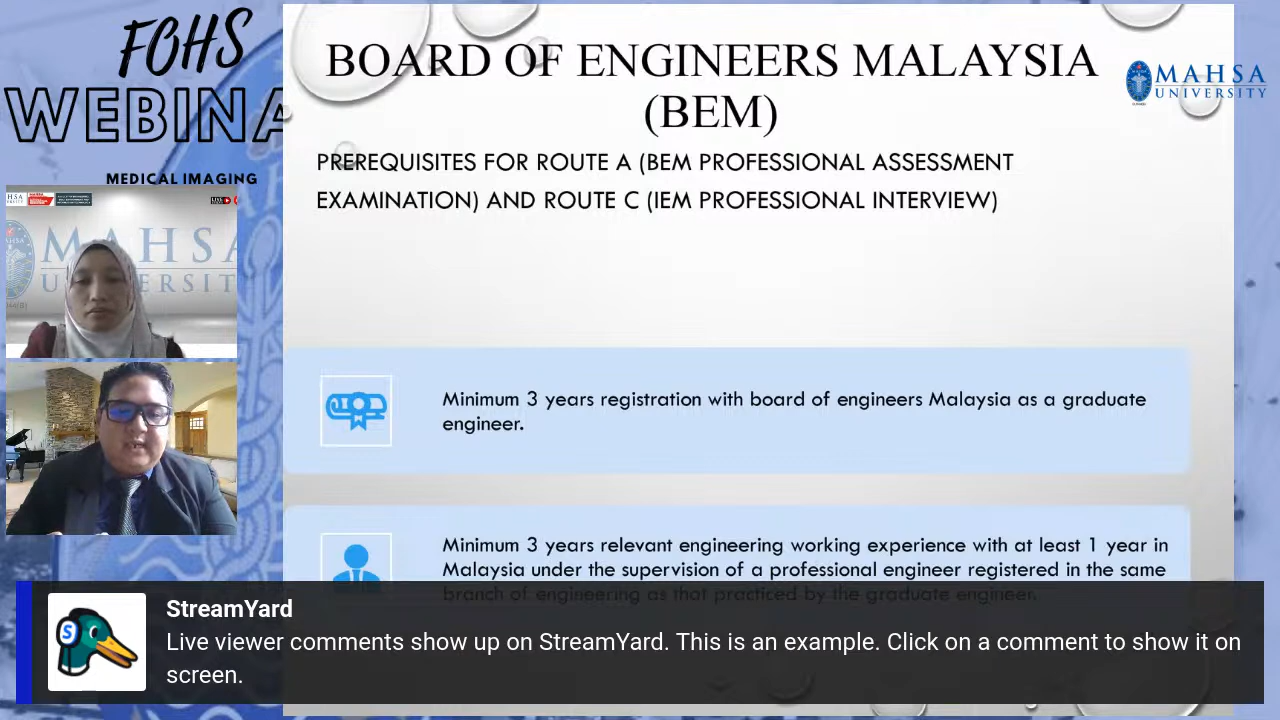 FOHS
WEBINA
MEDICAL IMAGING
BOARD OF ENGINEERS MALAYSIA
(BEM)
MAHSA
UNIVERSITY
PREREQUISITES FOR ROUTE A (BEM PROFESSIONAL ASSESSMENT
EXAMINATION) AND ROUTE C (IEM PROFESSIONAL INTERVIEW)
LIVE
MAHSA
UNIVERSITY
Minimum 3 years registration with board of engineers Malaysia as a graduate
engineer.
Minimum 3 years relevant engineering working experience with at least 1 year in
Malaysia under the supervision of a professional engineer registered in the same
branch of engineering as that practiced by the graduate engineer.
S
StreamYard
Live viewer comments show up on StreamYard. This is an example. Click on a comment to show it on
screen.